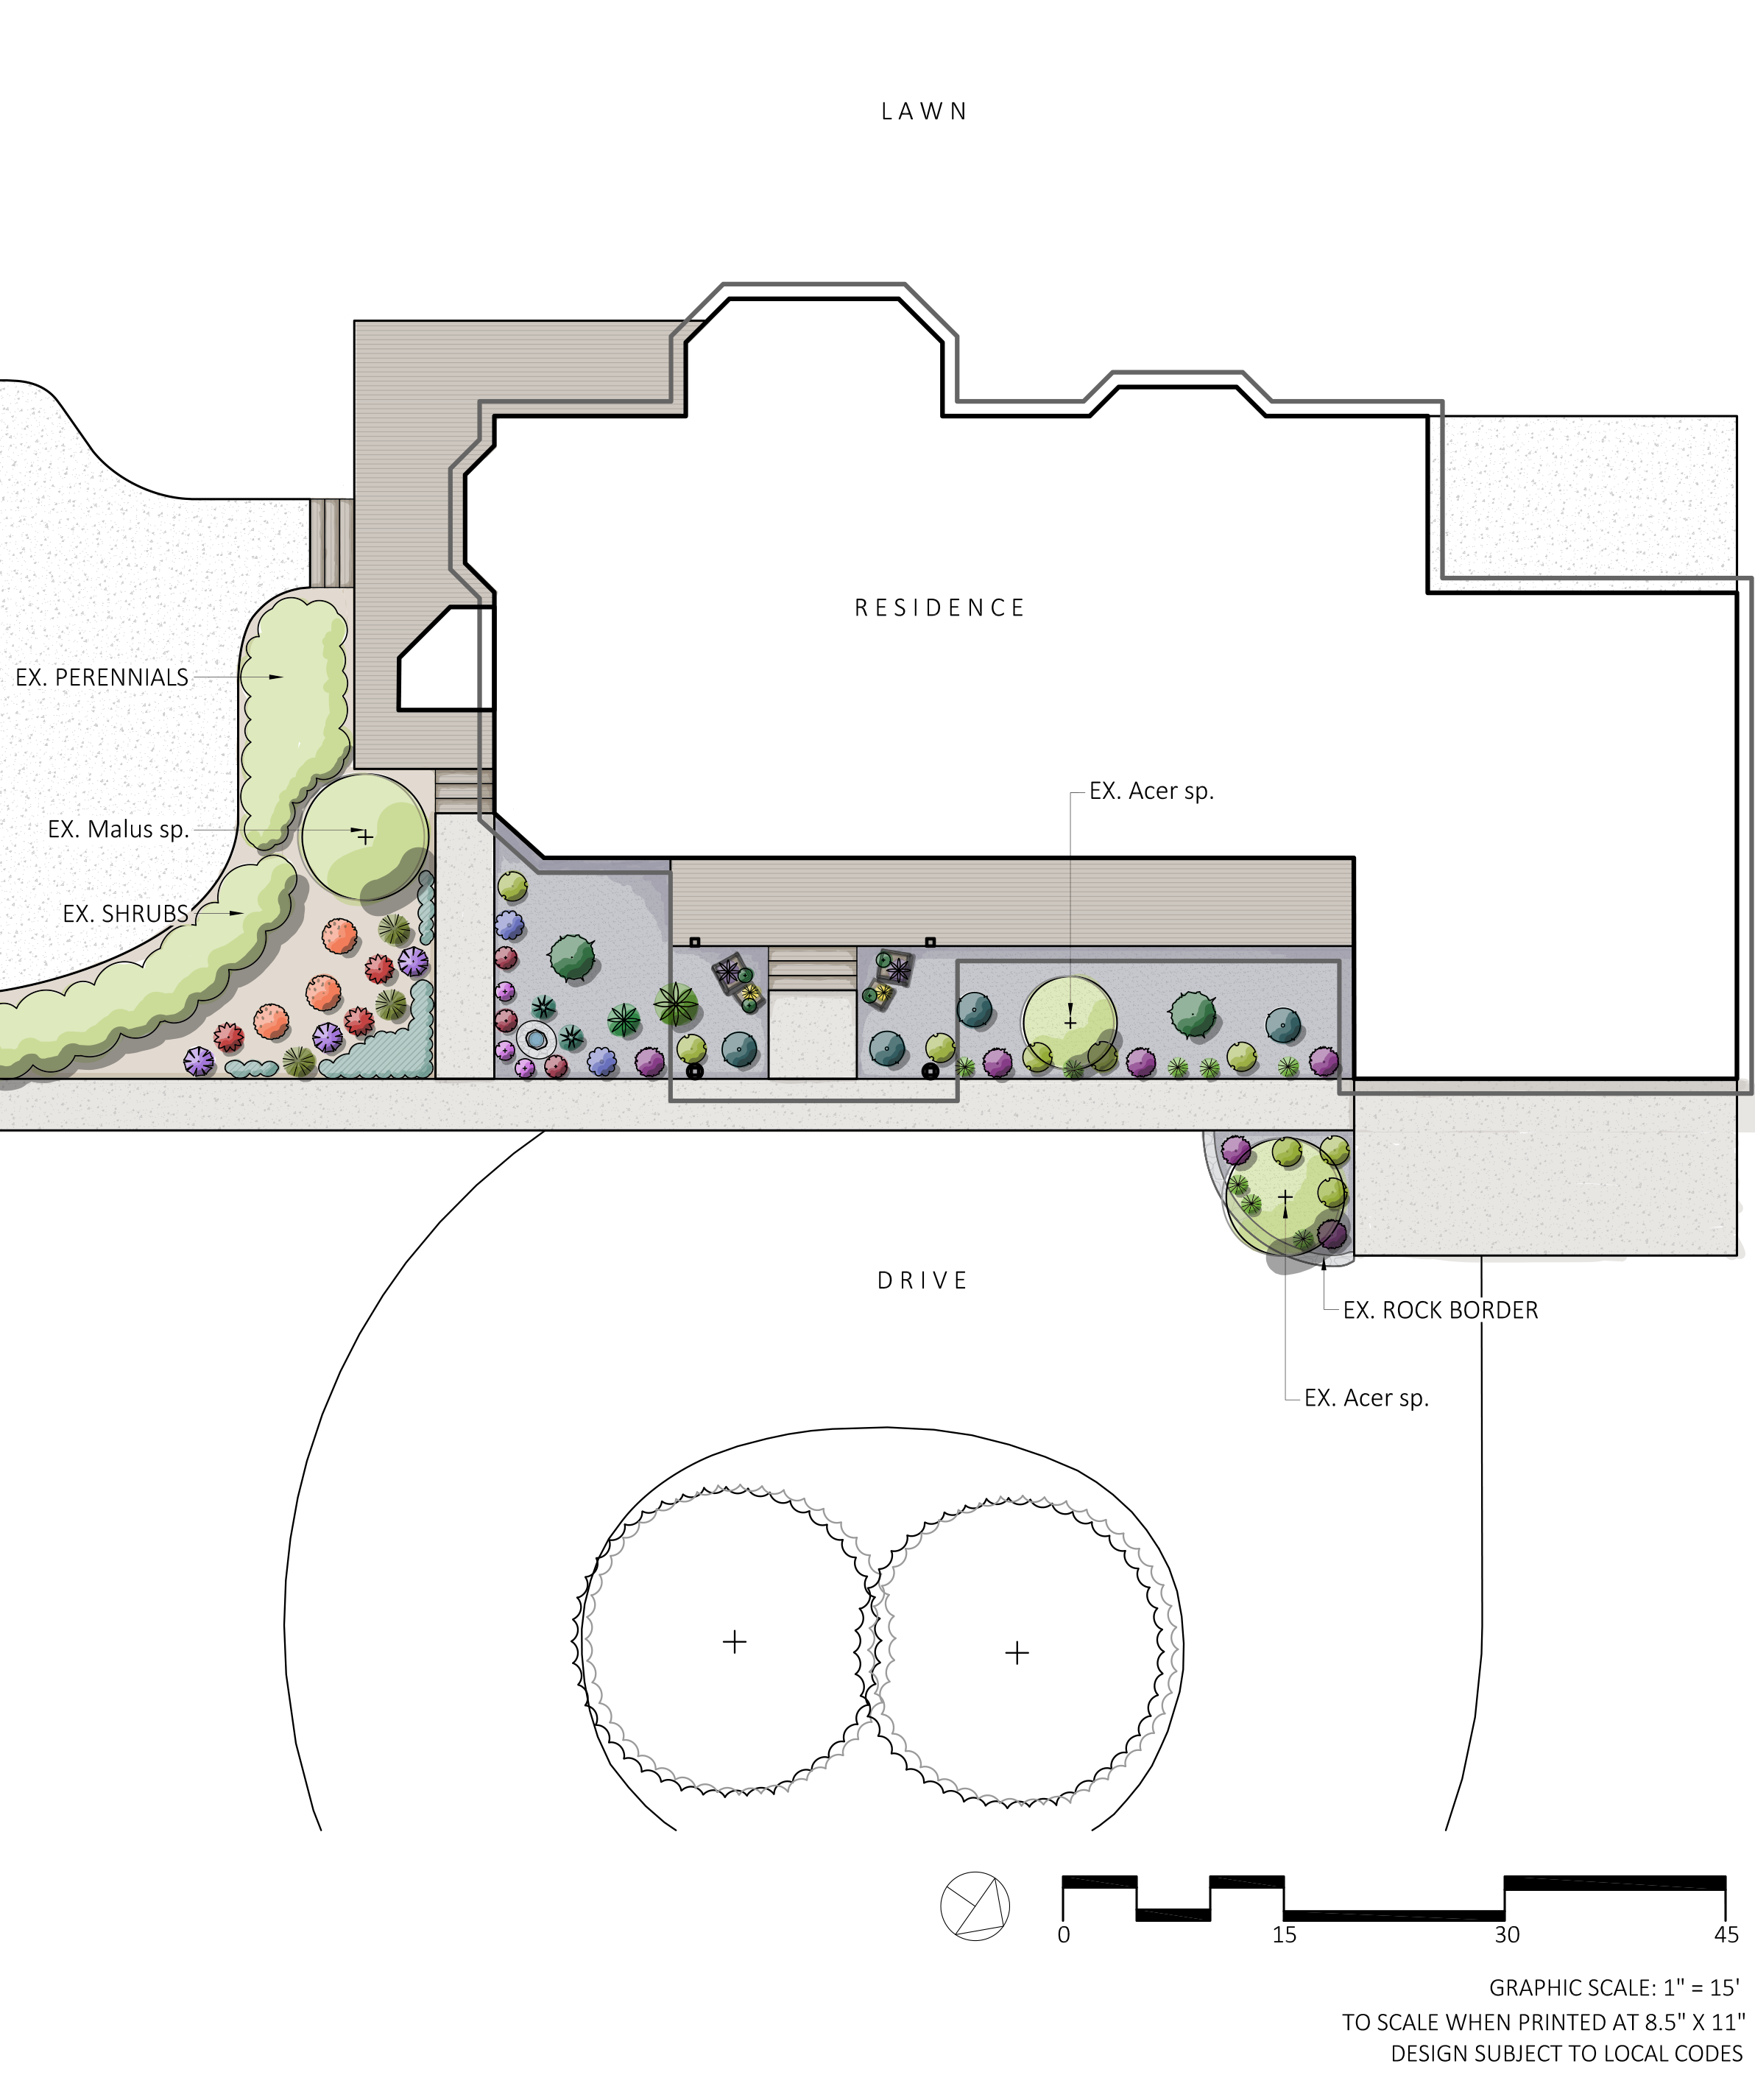 LAWN
RESIDENCE
EX. PERENNIALS
EX. Acer sp.
EX. Malus sp.
EX. SHRUBS
DRIVE
EX. ROCK BORDER
EX. Acer sp.
0 15 30 45
GRAPHIC SCALE: 1" = 15'
TO SCALE WHEN PRINTED AT 8.5" X 11"
DESIGN SUBJECT TO LOCAL CODES